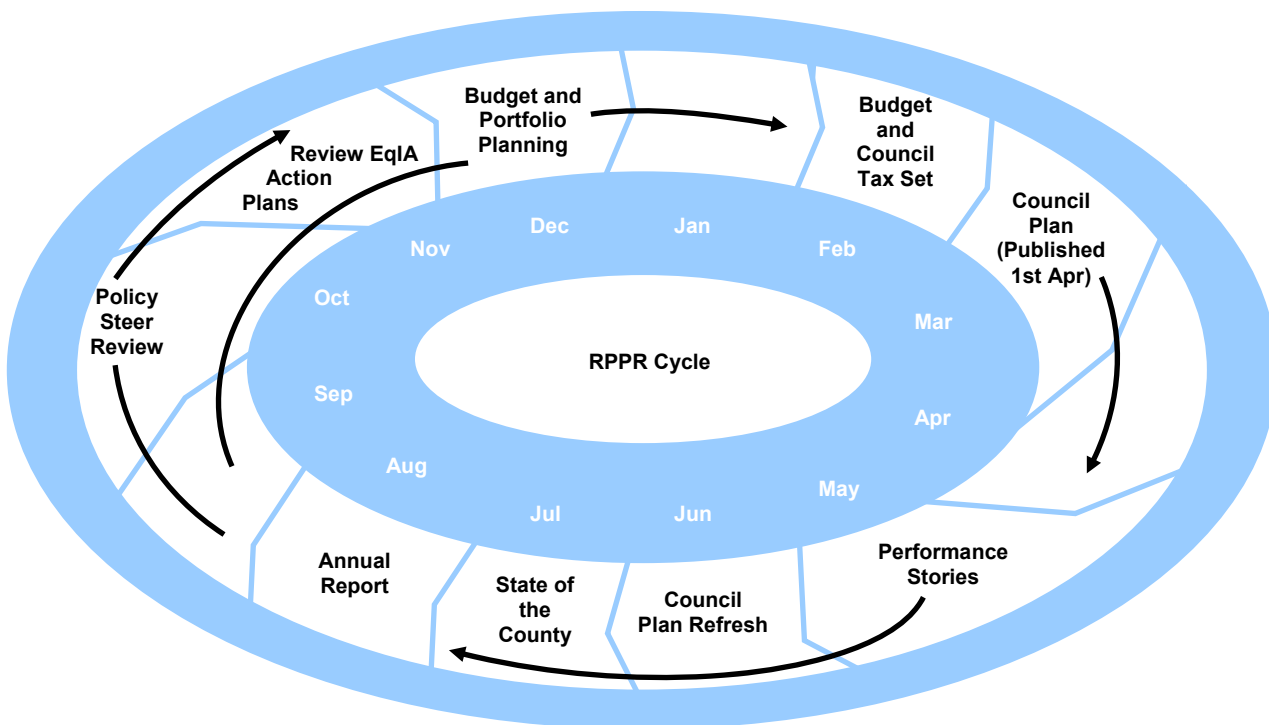 Budget and
Portfolio
Planning
Budget
and
Council
Tax Set
Review EqIA
Action
Plans
Council
Plan
(Published
1st Apr)
Policy
Steer
Review
Dec
Jan
Nov
Feb
Oct
Mar
RPPR Cycle
Sep
Apr
Aug
May
Jul
Jun
Annual
Report
State of
the
County
Council
Plan Refresh
Performance
Stories